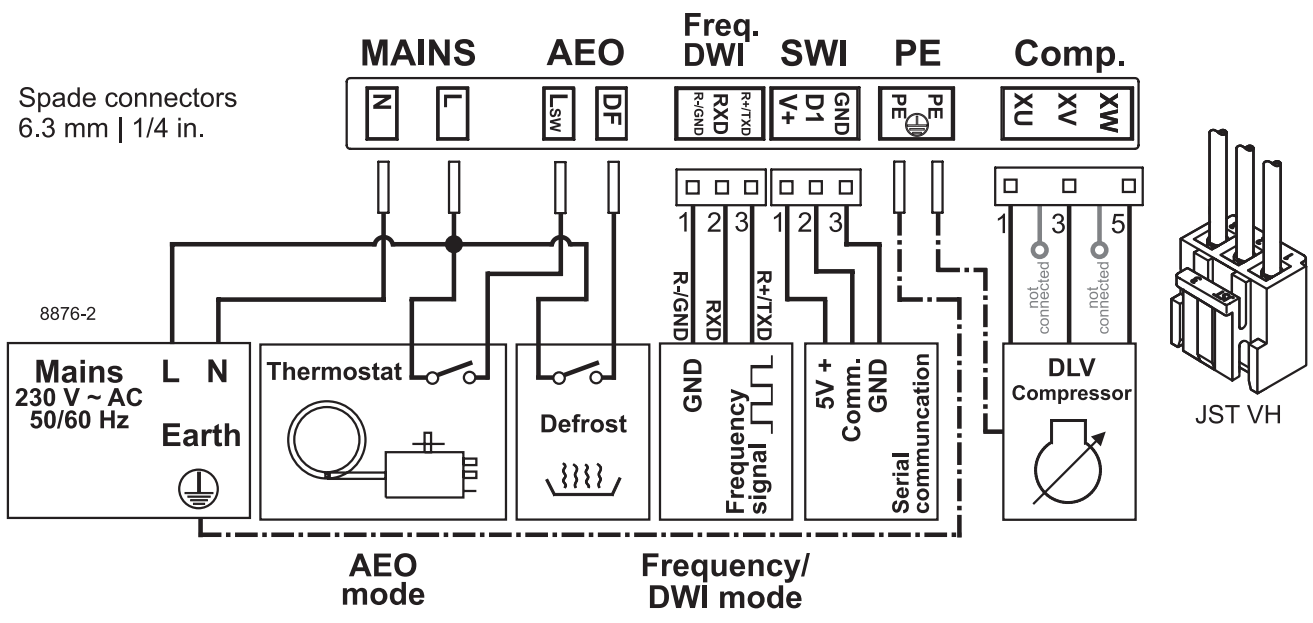 MAINS
AEO
Freq.
DWI
SWI
PE
Comp.
Spade connectors
6.3 mm | 1/4 in.
N
L
Lsw
DF
R-/GND
RXD
R+/TXD
V+
D1
GND
PE
PE
XU
XV
XW
1 2 3
1 2 3
1 3 5
not
connected
not
connected
R-/GND
RXD
R+/TXD
8876-2
Mains
230 V ~ AC
50/60 Hz
L N
Earth
Thermostat
Defrost
GND
Frequency
signal
5V +
Comm.
GND
Serial
communcation
DLV
Compressor
JST VH
AEO
mode
Frequency/
DWI mode